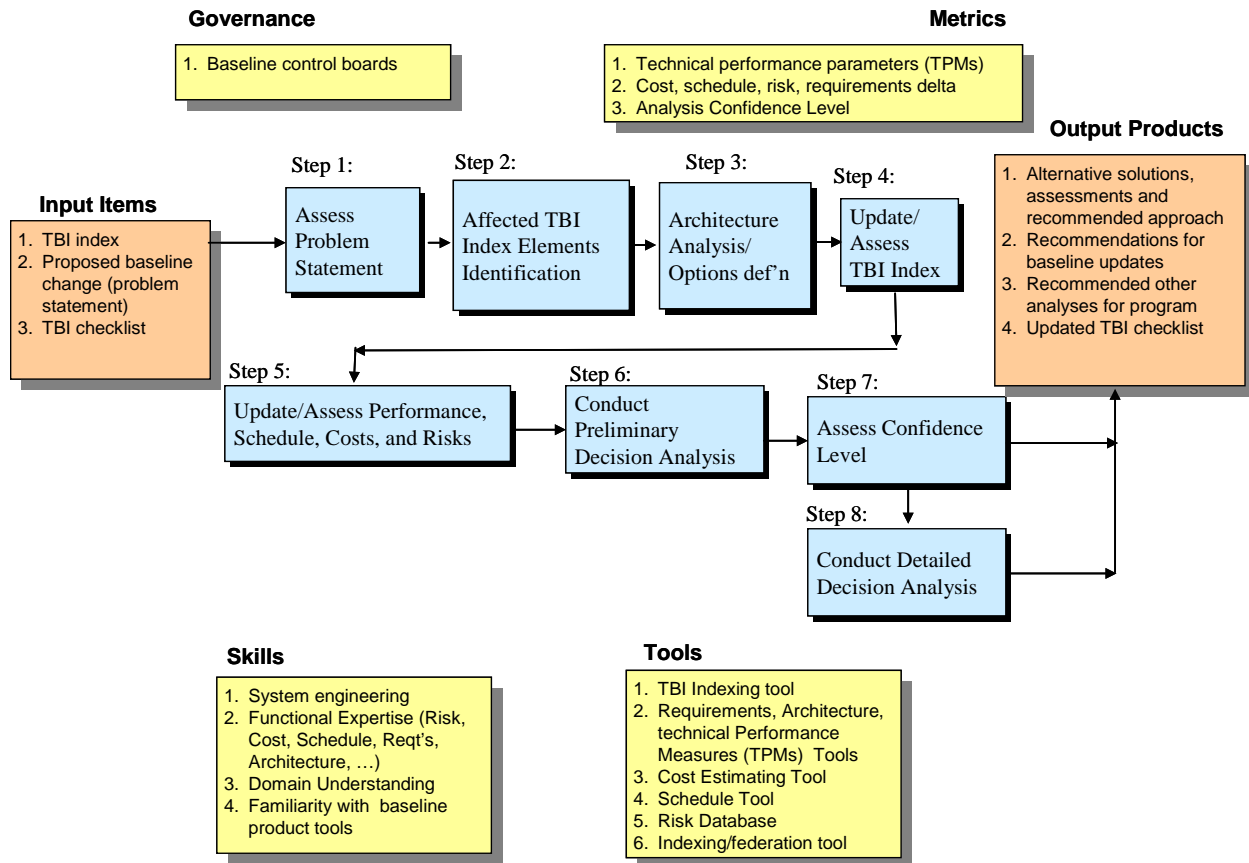 Governance
1. Baseline control boards
Metrics
1. Technical performance parameters (TPMs)
2. Cost, schedule, risk, requirements delta
3. Analysis Confidence Level
Input Items
1. TBI index
2. Proposed baseline
change (problem
statement)
3. TBI checklist
Step 1:
Assess
Problem
Statement
Step 2:
Affected TBI
Index Elements
Identification
Step 3:
Architecture
Analysis/
Options def’n
Step 4:
Update/
Assess
TBI Index
Output Products
1. Alternative solutions,
assessments and
recommended approach
2. Recommendations for
baseline updates
3. Recommended other
analyses for program
4. Updated TBI checklist
Step 5:
Update/Assess Performance,
Schedule, Costs, and Risks
Step 6:
Conduct
Preliminary
Decision Analysis
Step 7:
Assess Confidence
Level
Step 8:
Conduct Detailed
Decision Analysis
Skills
1. System engineering
2. Functional Expertise (Risk,
Cost, Schedule, Reqt’s,
Architecture, …)
3. Domain Understanding
4. Familiarity with baseline
product tools
Tools
1. TBI Indexing tool
2. Requirements, Architecture,
technical Performance
Measures (TPMs) Tools
3. Cost Estimating Tool
4. Schedule Tool
5. Risk Database
6. Indexing/federation tool